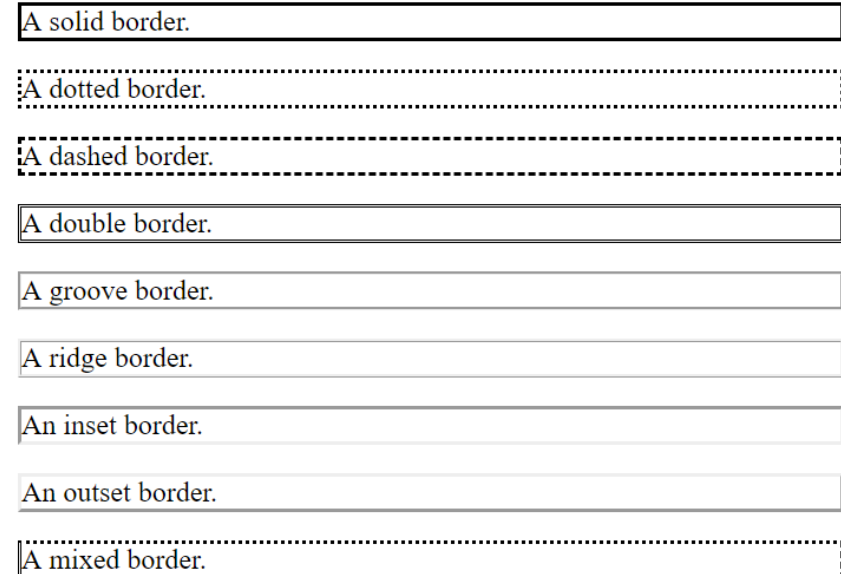 A solid border.
A dotted border.
A dashed border.
A double border.
A groove border.
A ridge border.
An inset border.
An outset border.
A mixed border.